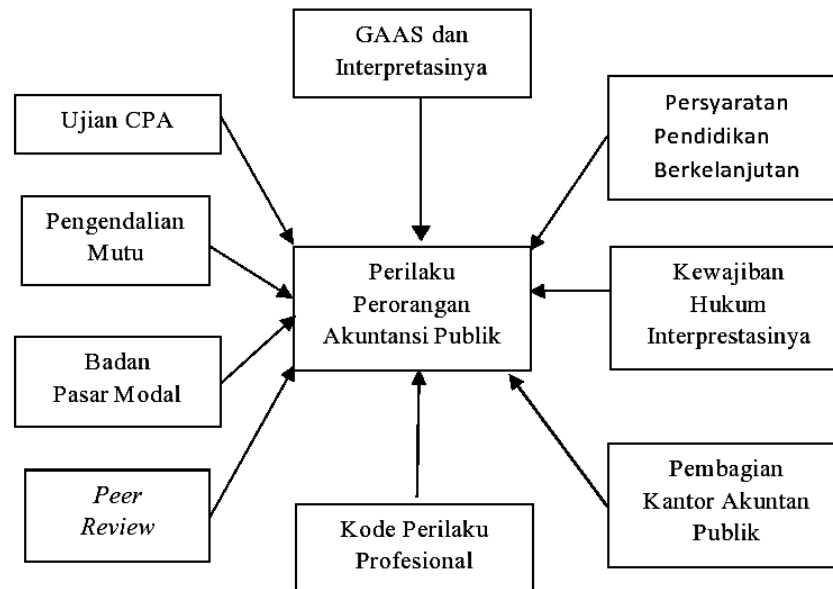 GAAS dan
Interpretasinya
Ujian CPA
Persyaratan
Pendidikan
Berkelanjutan
Pengendalian
Mutu
Perilaku
Perorangan
Akuntansi Publik
Kewajiban
Hukum
Interprestasinya
Badan
Pasar Modal
Peer
Review
Kode Perilaku
Profesional
Pembagian
Kantor Akuntan
Publik